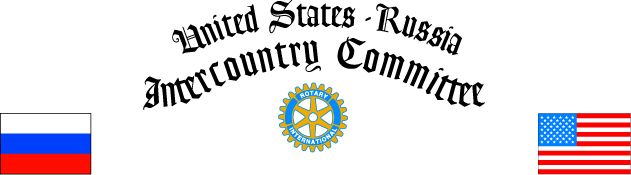 United States - Russia
Intercountry Committee
ROTARY
INTERNATIONAL